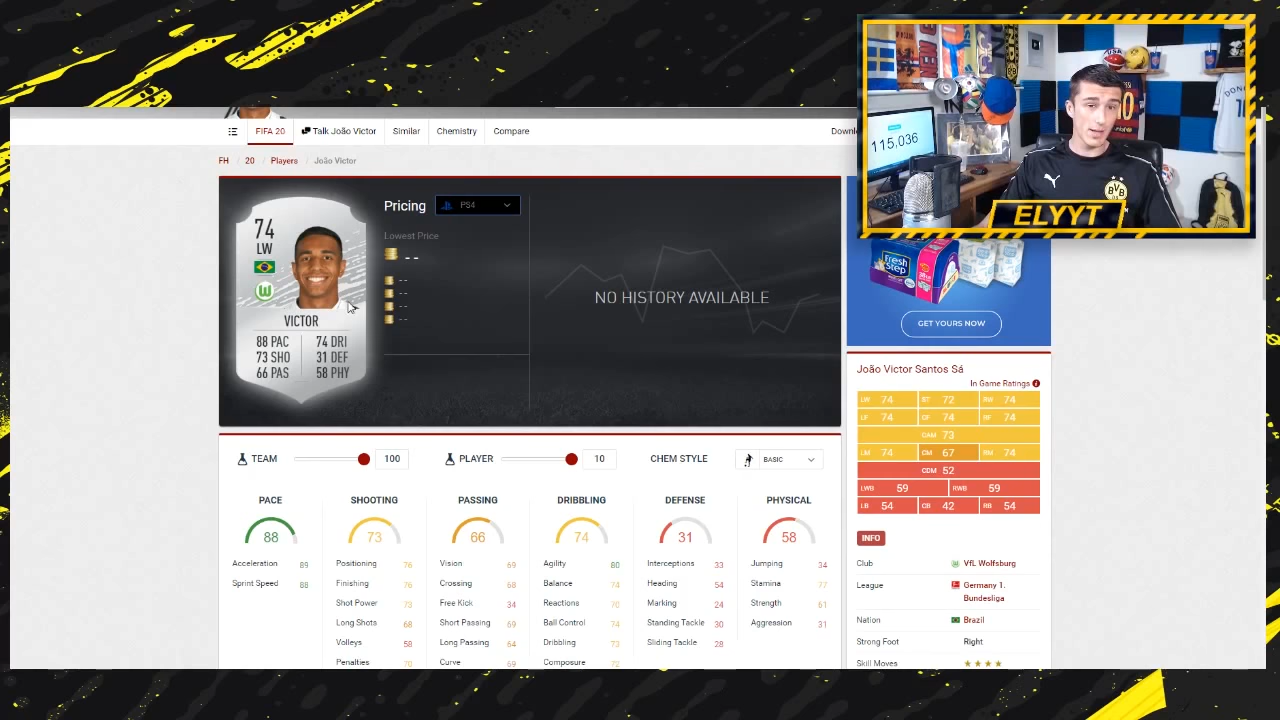 FIFA 20
Talk João Victor
Similar
Chemistry
Compare
FH / 20 / Players / João Victor
74
LW
VICTOR
88 PAC 74 DRI
73 SHO 31 DEF
66 PAS 58 PHY
Pricing
PS4
Lowest Price
--
--
--
--
--
NO HISTORY AVAILABLE
115,036
10
BVB
09
ELYYT
Fresh Step
GET YOURS NOW
João Victor Santos Sá
In Game Ratings
LW 74 ST 72 RW 74
LF 74 CF 74 RF 74
CAM 73
LM 74 CM 67 RM 74
CDM 52
LWB 59 RWB 59
LB 54 CB 42 RB 54
INFO
Club VfL Wolfsburg
League Germany 1.
Bundesliga
Nation Brazil
Strong Foot Right
Skill Moves
TEAM 100
PLAYER 10
CHEM STYLE BASIC
PACE
88
Acceleration 89
Sprint Speed 88
SHOOTING
73
Positioning 76
Finishing 76
Shot Power 73
Long Shots 68
Volleys 58
Penalties 70
PASSING
66
Vision 69
Crossing 68
Free Kick 34
Short Passing 69
Long Passing 64
Curve 69
DRIBBLING
74
Agility 80
Balance 74
Reactions 70
Ball Control 74
Dribbling 73
Composure 72
DEFENSE
31
Interceptions 33
Heading 54
Marking 24
Standing Tackle 30
Sliding Tackle 28
PHYSICAL
58
Jumping 34
Stamina 77
Strength 61
Aggression 31